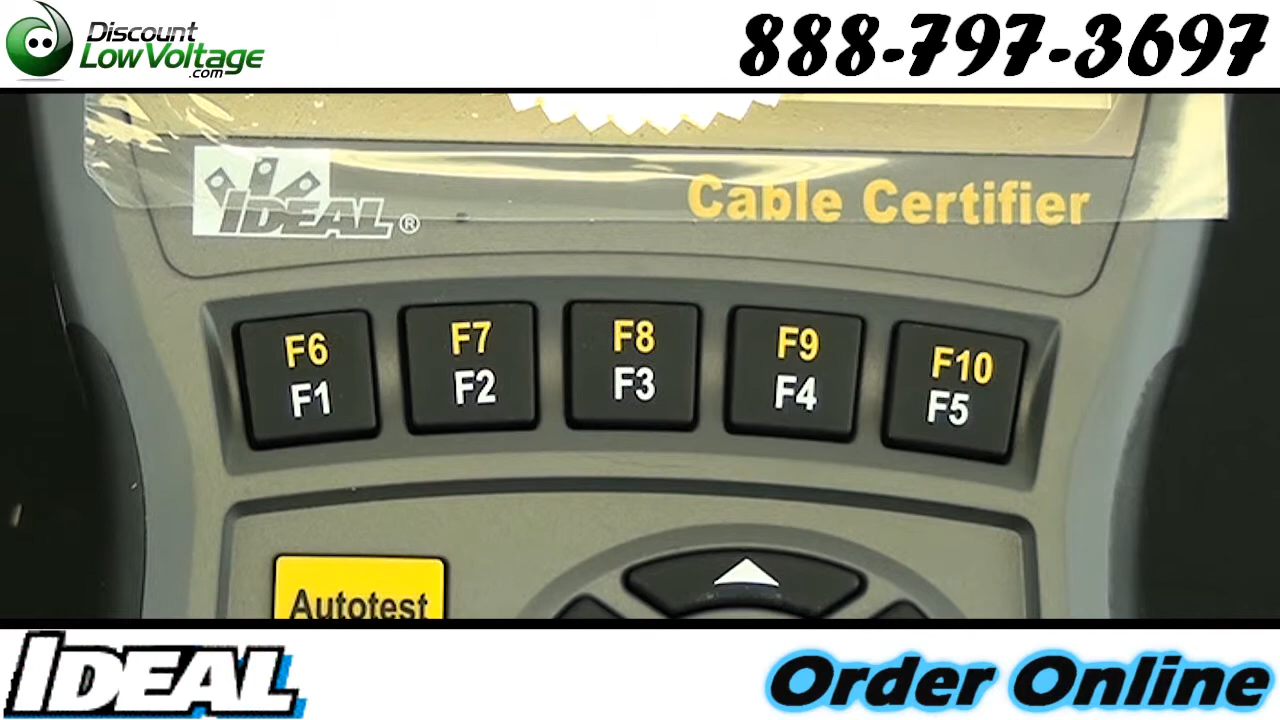 Discount
LowVoltage
.com
888-797-3697
IDEAL®
Cable Certifier
F6
F1
F7
F2
F8
F3
F9
F4
F10
F5
Autotest
IDEAL
Order Online